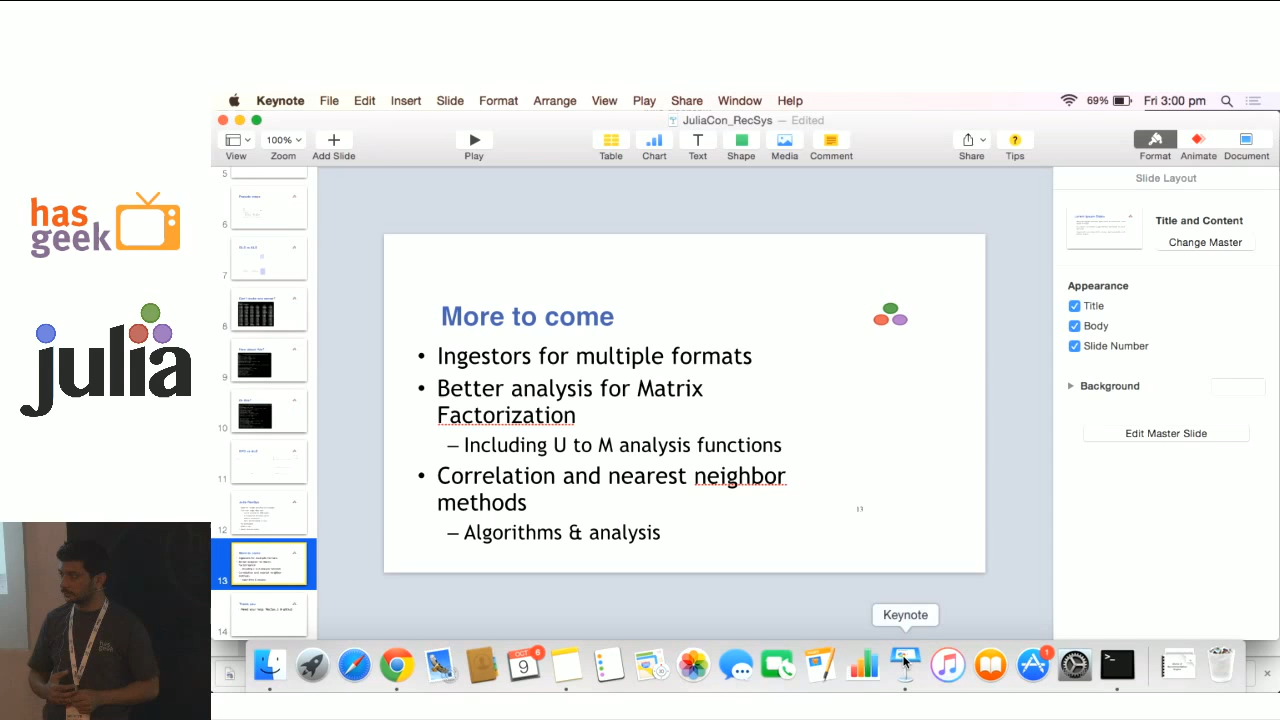 has
geek
julia
Keynote File Edit Insert Slide Format Arrange View Play Share Window Help
69% Fri 3:00 pm
JuliaCon_RecSys — Edited
100%
View Zoom Add Slide Play Table Chart Text Shape Media Comment Share Tips Format Animate Document
5
6
7
8
9
10
11
12
13
14
More to come
• Ingestors for multiple formats
• Better analysis for Matrix
Factorization
– Including U to M analysis functions
• Correlation and nearest neighbor
methods
– Algorithms & analysis
13
Slide Layout
Title and Content
Change Master
Appearance
Title
Body
Slide Number
Background
Edit Master Slide
Keynote
OCT
9
6
1